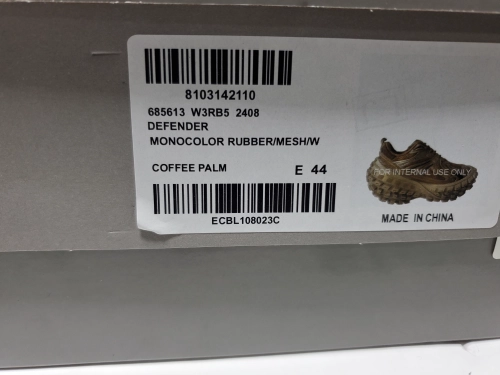 8103142110
685613 W3RB5 2408
DEFENDER
MONOCOLOR RUBBER/MESH/W
COFFEE PALM E 44
ECBL108023C
FOR INTERNAL USE ONLY
MADE IN CHINA